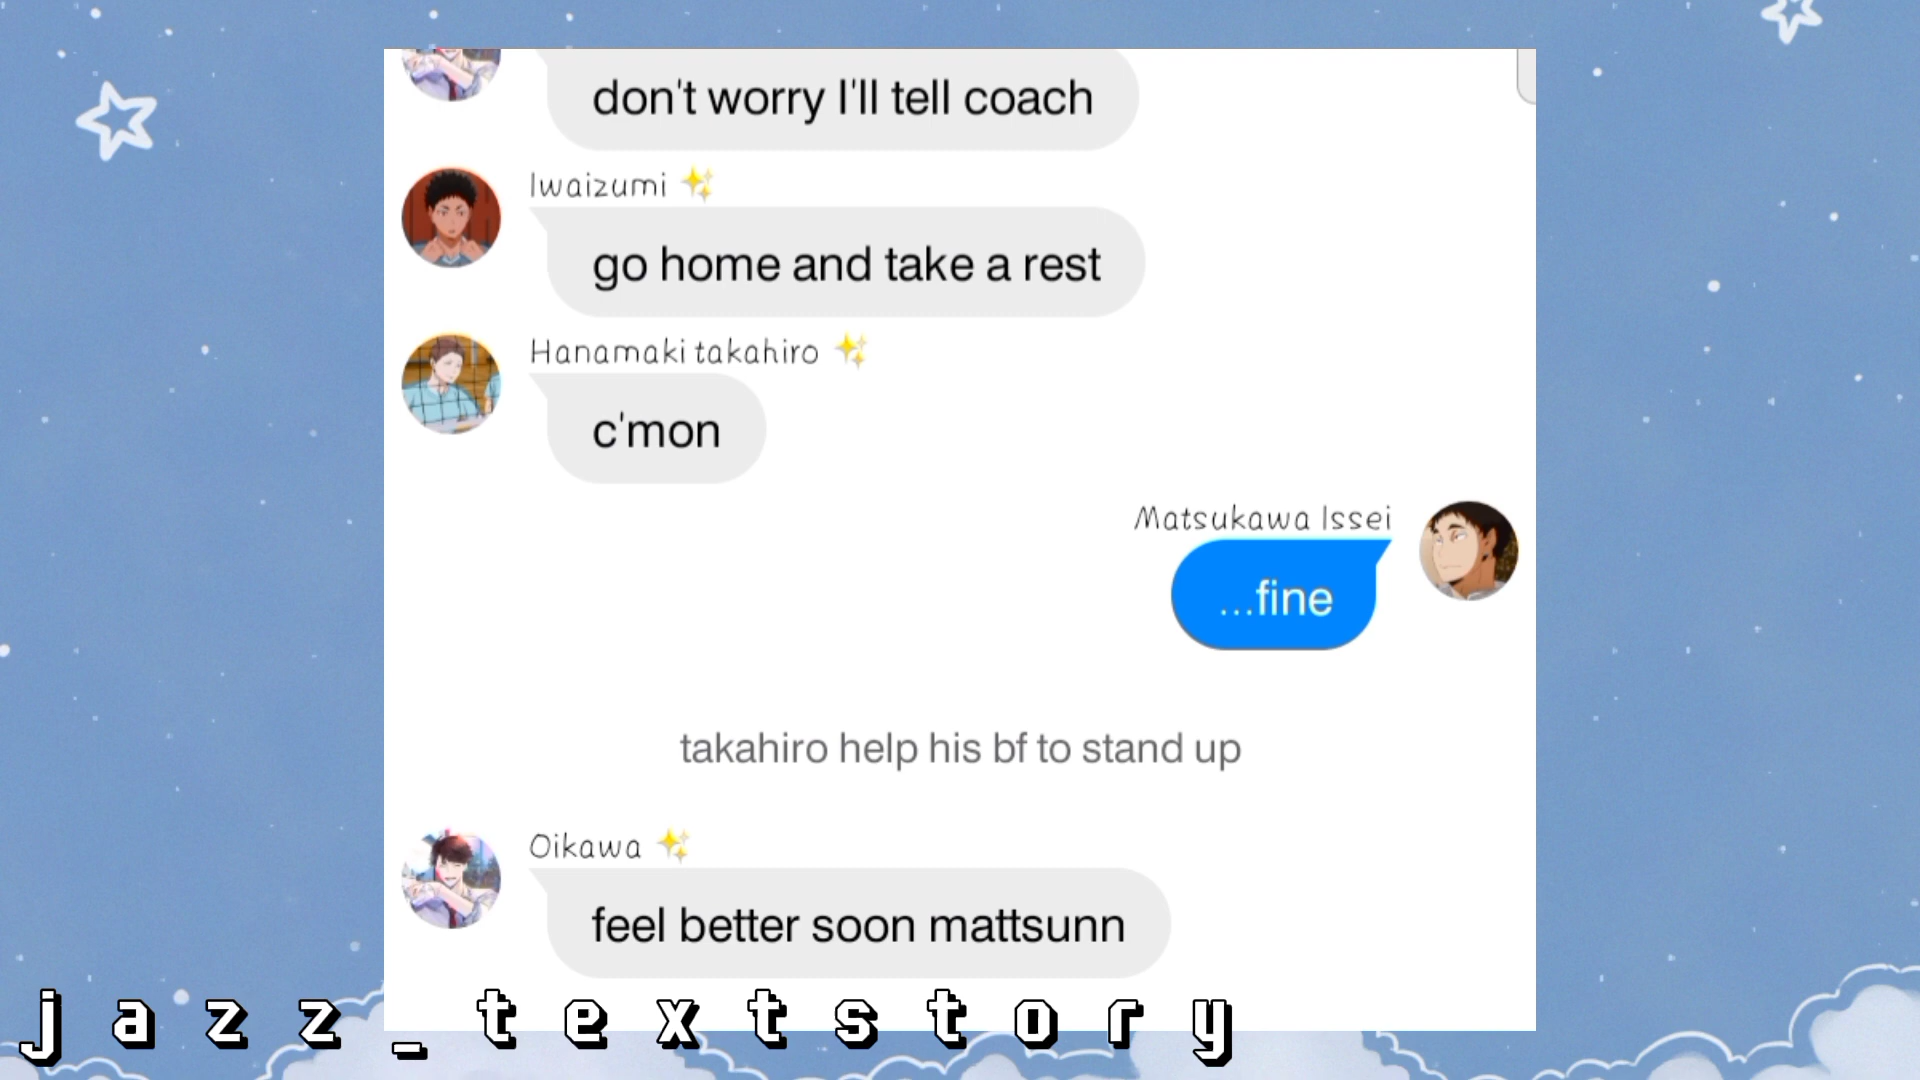 don't worry I'll tell coach
Iwaizumi ✨
go home and take a rest
Hanamaki takahiro ✨
c'mon
Matsukawa Issei
...fine
takahiro help his bf to stand up
Oikawa ✨
feel better soon mattsunn
jazz_textstory